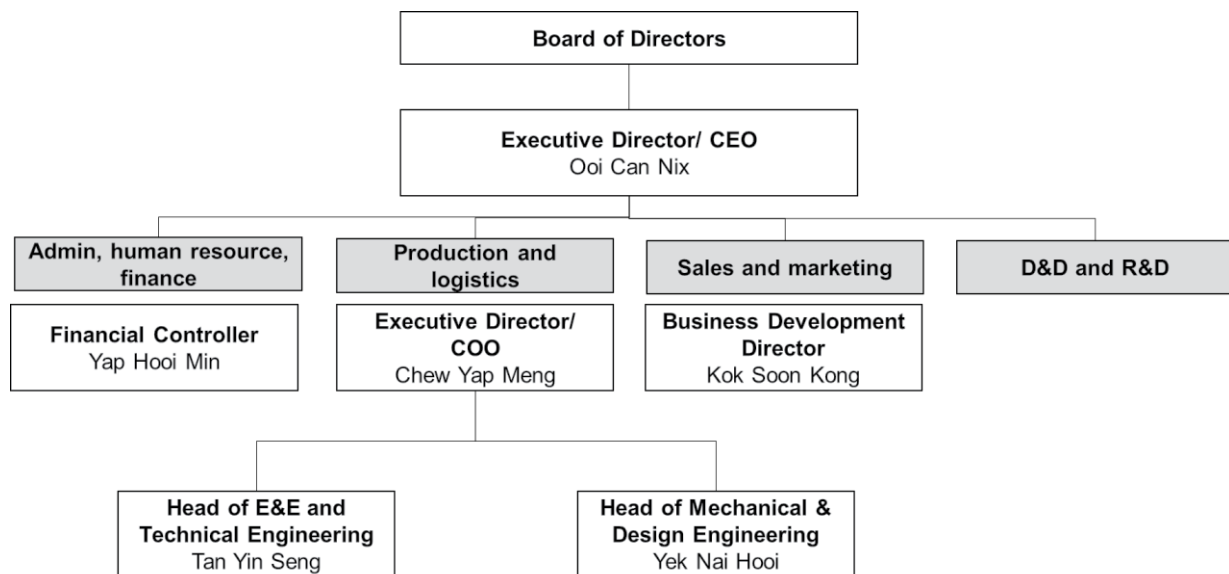 Board of Directors
Executive Director/ CEO
Ooi Can Nix
Admin, human resource,
finance
Production and
logistics
Sales and marketing
D&D and R&D
Financial Controller
Yap Hooi Min
Executive Director/
COO
Chew Yap Meng
Business Development
Director
Kok Soon Kong
Head of E&E and
Technical Engineering
Tan Yin Seng
Head of Mechanical &
Design Engineering
Yek Nai Hooi